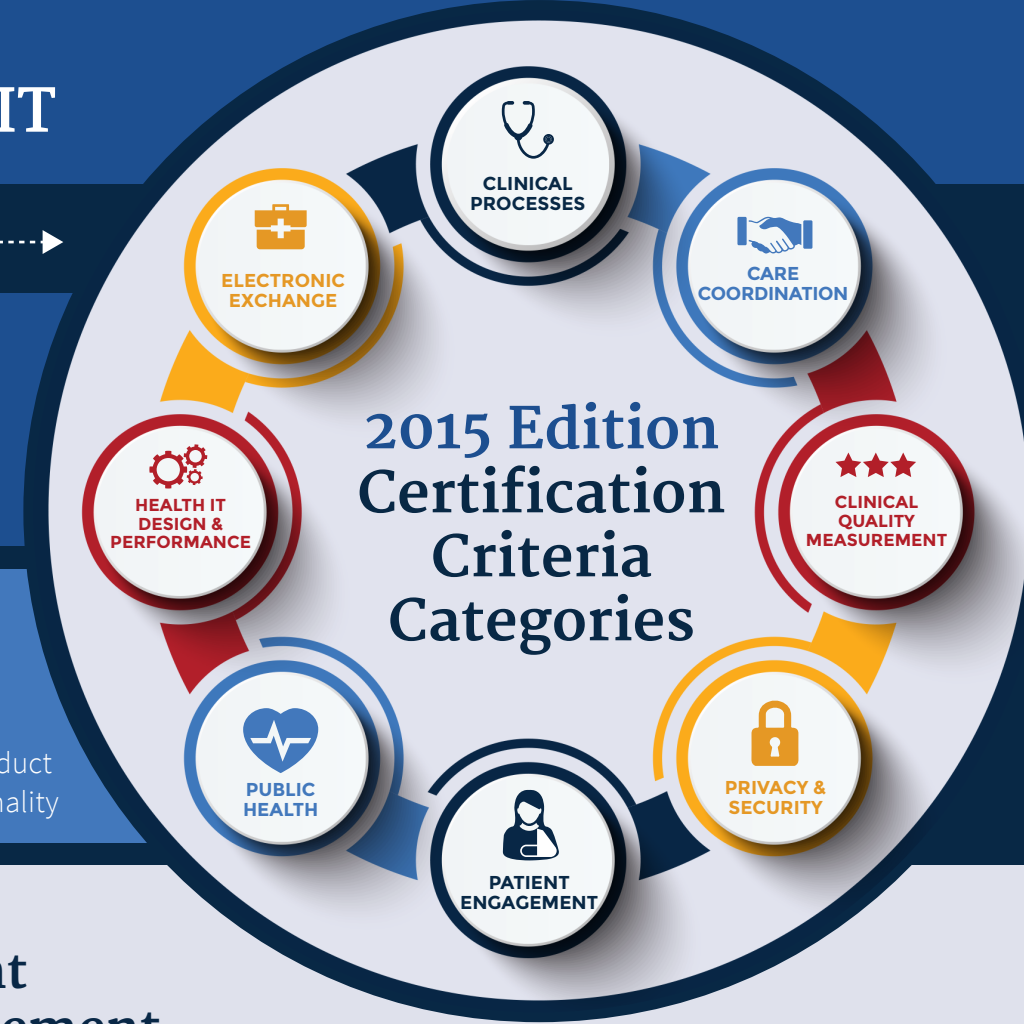 IT
CLINICAL
PROCESSES
ELECTRONIC
EXCHANGE
CARE
COORDINATION
2015 Edition
Certification
Criteria
Categories
HEALTH IT
DESIGN &
PERFORMANCE
CLINICAL
QUALITY
MEASUREMENT
PUBLIC
HEALTH
PRIVACY &
SECURITY
PATIENT
ENGAGEMENT
duct
nality
nt